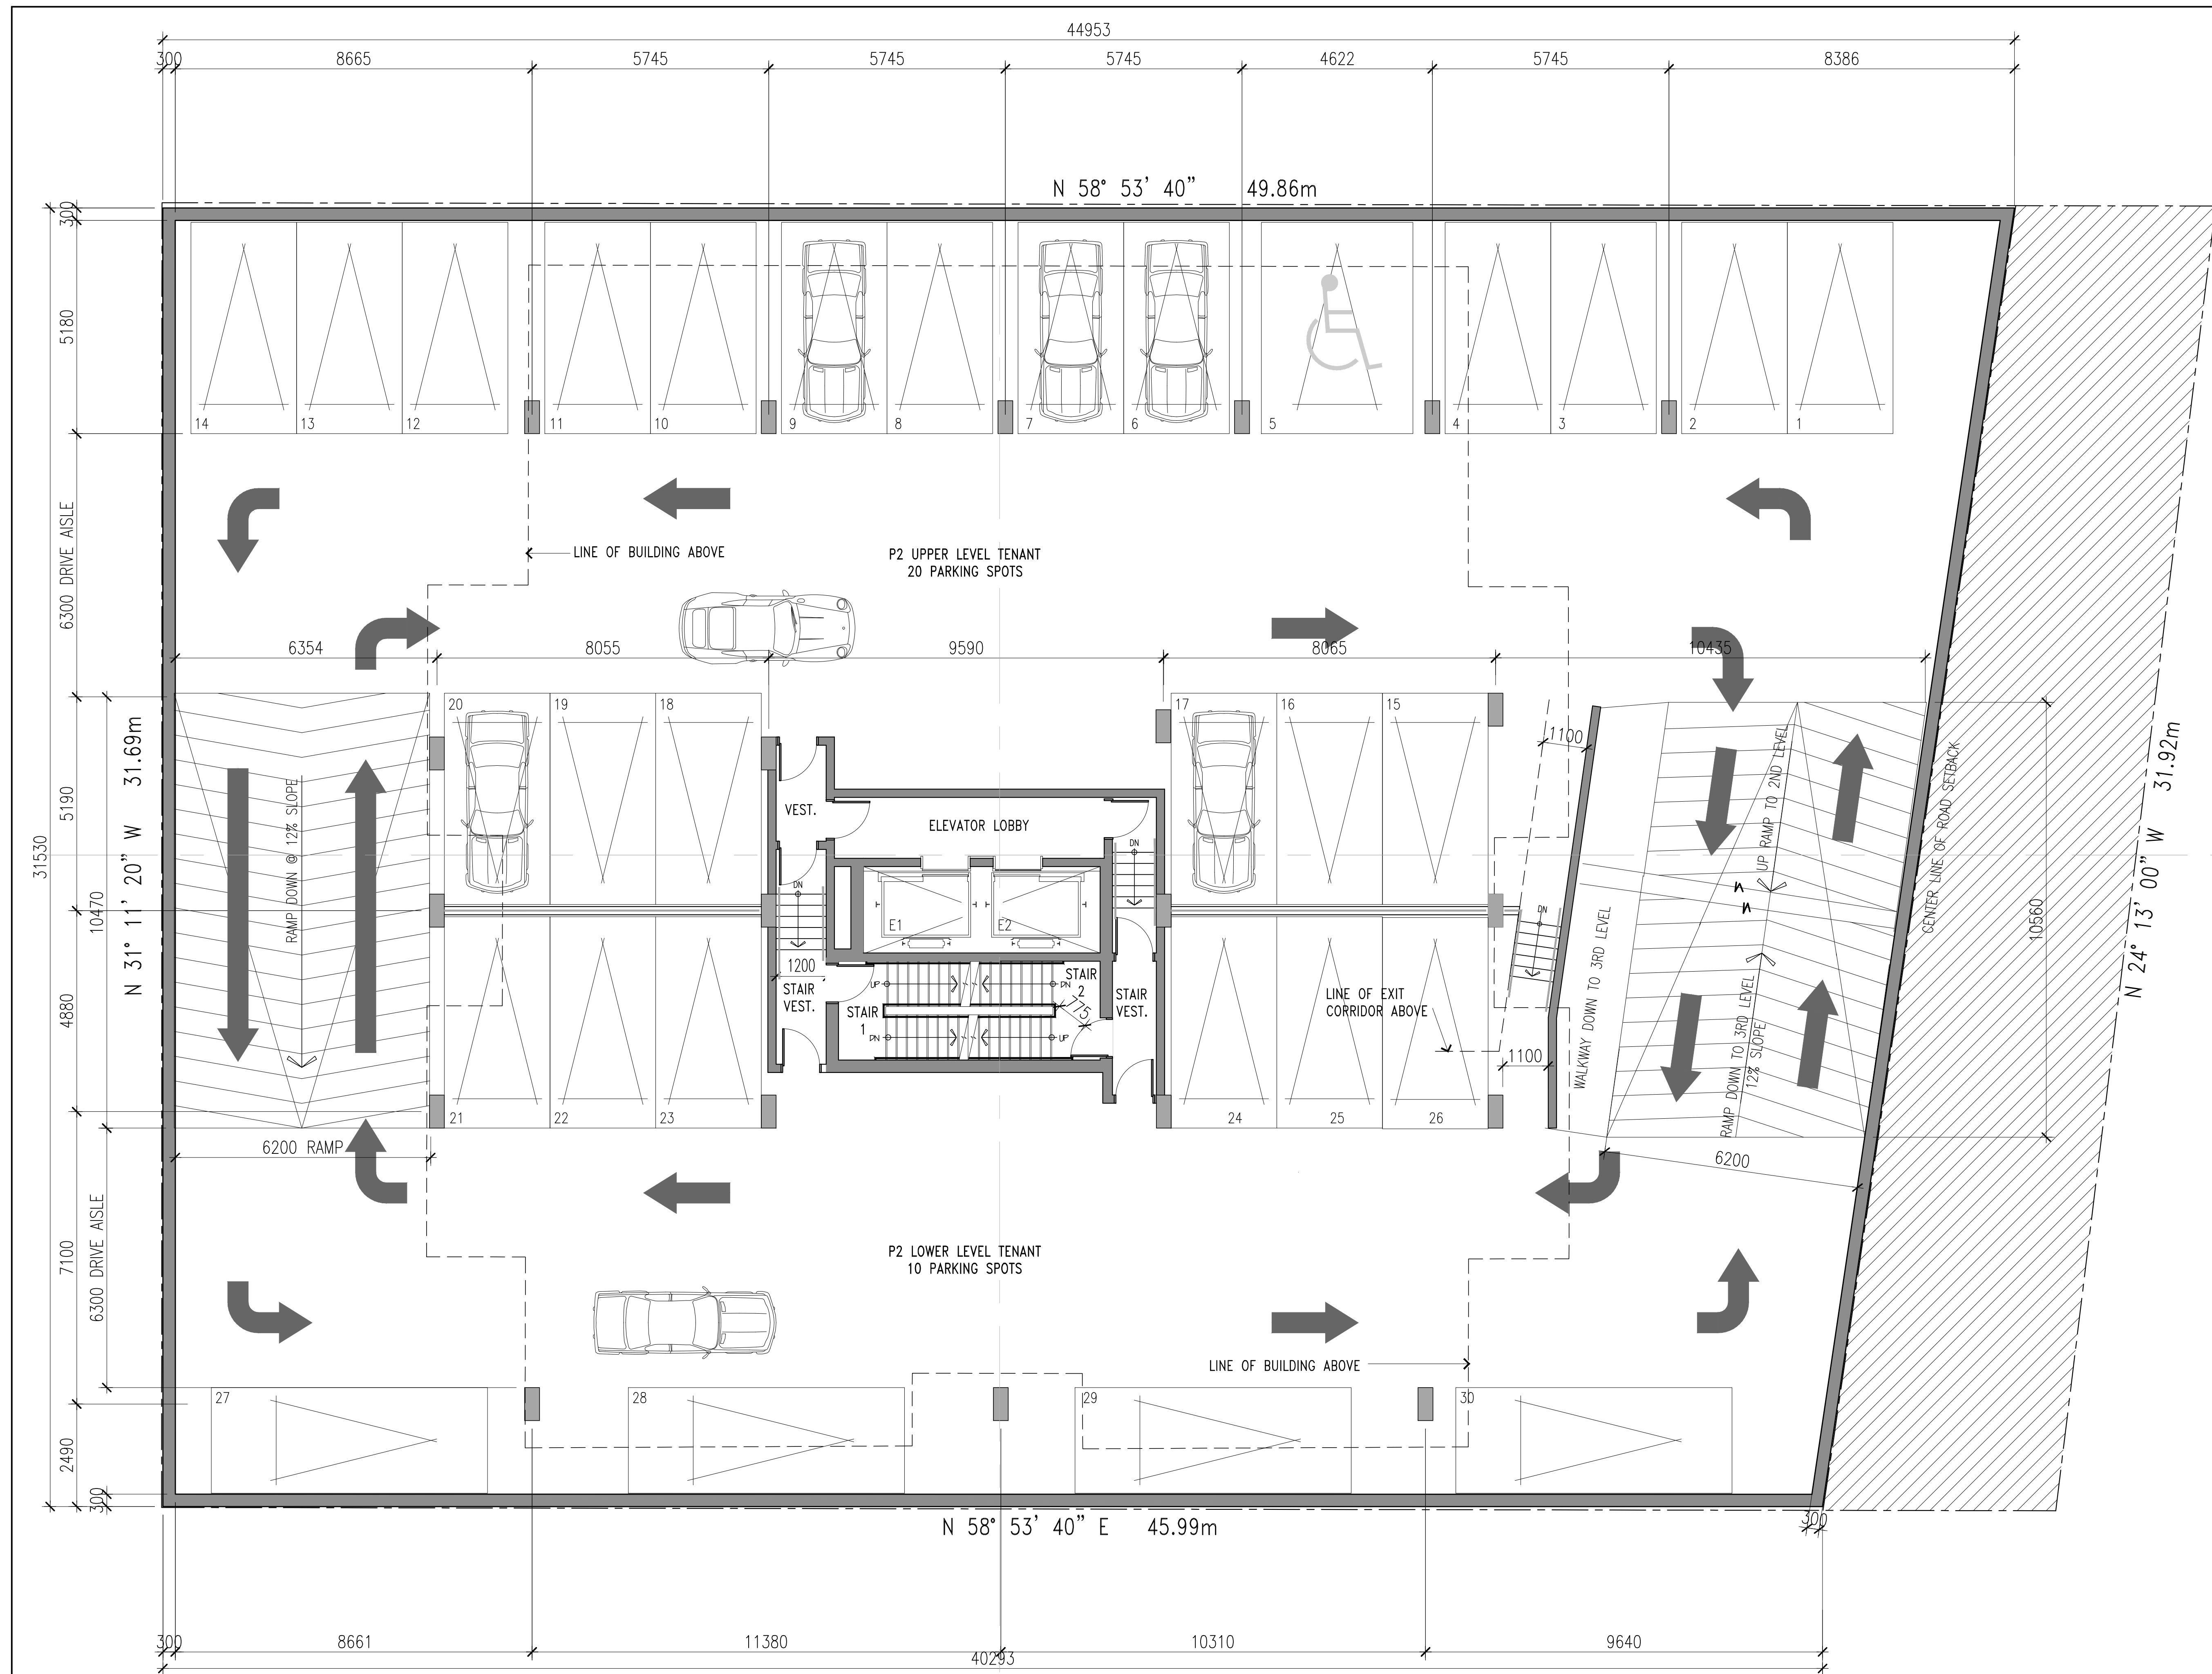 44953
300 8665 5745 5745 5745 4622 5745 8386
N 58° 53' 40" 49.86m
300
5180
6300 DRIVE AISLE
14 13 12 11 10 9 8 7 6 5 4 3 2 1
LINE OF BUILDING ABOVE
P2 UPPER LEVEL TENANT
20 PARKING SPOTS
6354 8055 9590 8065 10435
20 19 18 17 16 15
31530
10470
5190
4880
N 31° 11' 20" W 31.69m
RAMP DOWN @ 12% SLOPE
VEST.
ELEVATOR LOBBY
DN
DN
E1 E2
1200
STAIR
VEST.
UP
DN
STAIR
1
DN
UP
STAIR
2
775
STAIR
VEST.
LINE OF EXIT
CORRIDOR ABOVE
1100
DN
1100
WALKWAY DOWN TO 3RD LEVEL
UP RAMP TO 2ND LEVEL
RAMP DOWN TO 3RD LEVEL
12% SLOPE
CENTER LINE OF ROAD SETBACK
10560
N 24° 13' 00" W 31.92m
21 22 23 24 25 26
6200 RAMP
6200
7100
6300 DRIVE AISLE
2490
300
P2 LOWER LEVEL TENANT
10 PARKING SPOTS
LINE OF BUILDING ABOVE
27 28 29 30
300
N 58° 53' 40" E 45.99m
300 8661 11380 10310 9640
40293